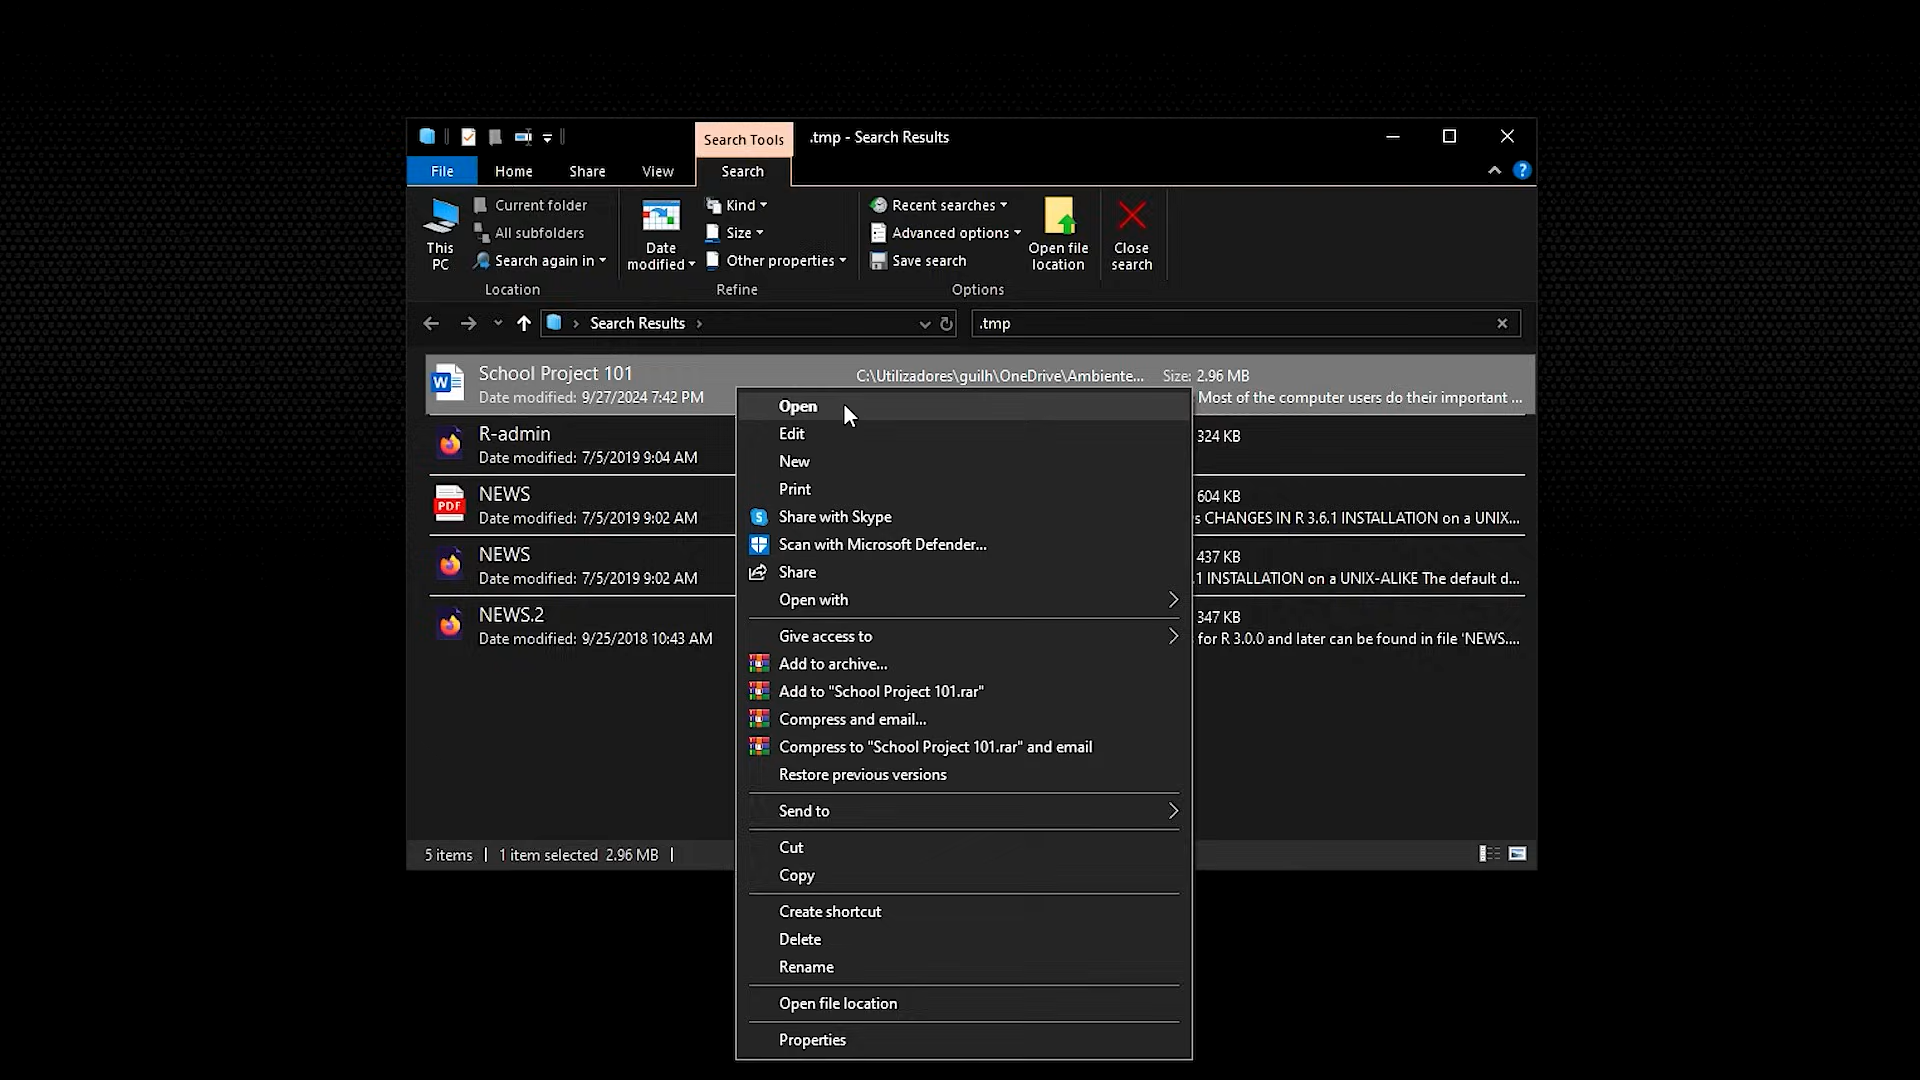 Search Tools
.tmp - Search Results
File
Home
Share
View
Search
?
This PC
Current folder
All subfolders
Search again in
Location
Date modified
Kind
Size
Other properties
Refine
Recent searches
Advanced options
Save search
Open file location
Options
Close search
Search Results
.tmp
School Project 101
C:\Utilizadores\guilh\OneDrive\Ambiente...
Size: 2.96 MB
Date modified: 9/27/2024 7:42 PM
Most of the computer users do their important ...
R-admin
324 KB
Date modified: 7/5/2019 9:04 AM
PDF
NEWS
604 KB
Date modified: 7/5/2019 9:02 AM
s CHANGES IN R 3.6.1 INSTALLATION on a UNIX...
NEWS
437 KB
Date modified: 7/5/2019 9:02 AM
.1 INSTALLATION on a UNIX-ALIKE The default d...
NEWS.2
347 KB
Date modified: 9/25/2018 10:43 AM
for R 3.0.0 and later can be found in file 'NEWS....
Open
Edit
New
Print
Share with Skype
Scan with Microsoft Defender...
Share
Open with
Give access to
Add to archive...
Add to "School Project 101.rar"
Compress and email...
Compress to "School Project 101.rar" and email
Restore previous versions
Send to
Cut
Copy
Create shortcut
Delete
Rename
Open file location
Properties
5 items
1 item selected 2.96 MB